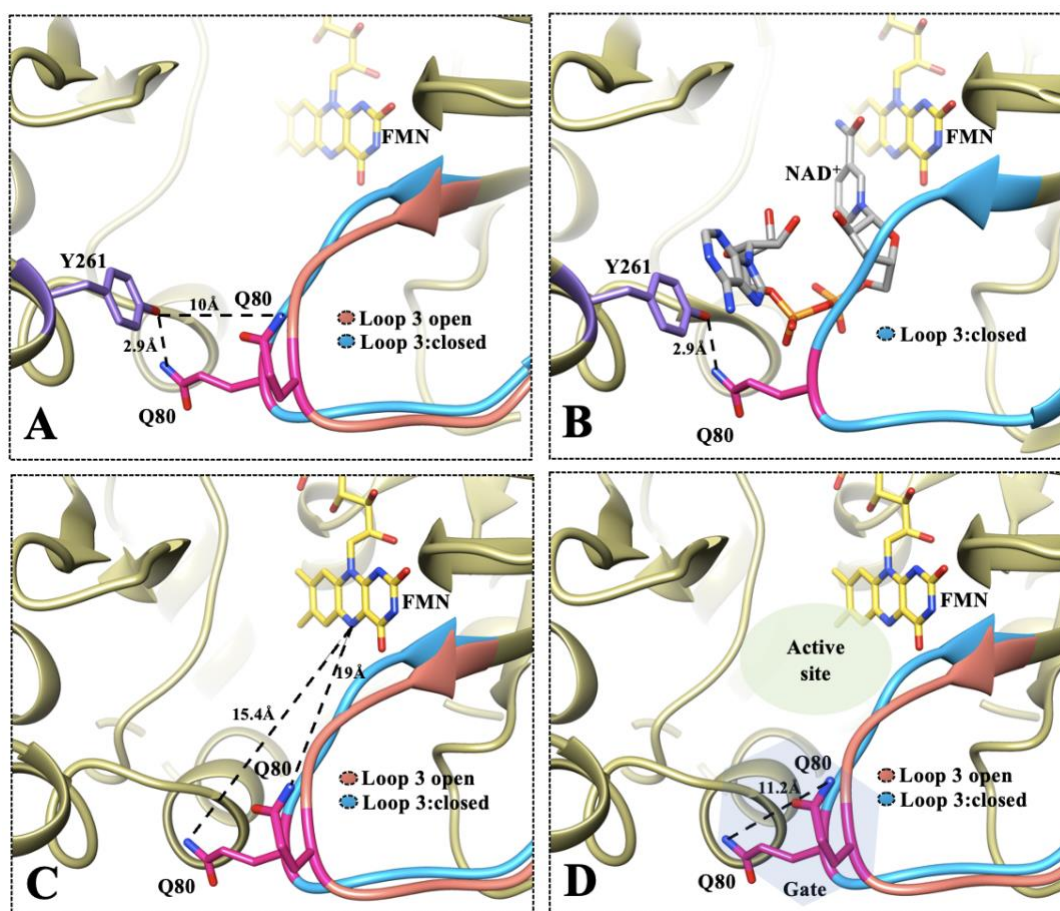 FMN
Y261
10Å
Q80
2.9Å
Loop 3 open
Loop 3:closed
Q80
A
FMN
NAD+
Y261
Loop 3:closed
2.9Å
Q80
B
FMN
19Å
15.4Å
Q80
Loop 3 open
Loop 3:closed
Q80
C
FMN
Active
site
Q80
Loop 3 open
11.2Å
Loop 3:closed
Q80
Gate
D